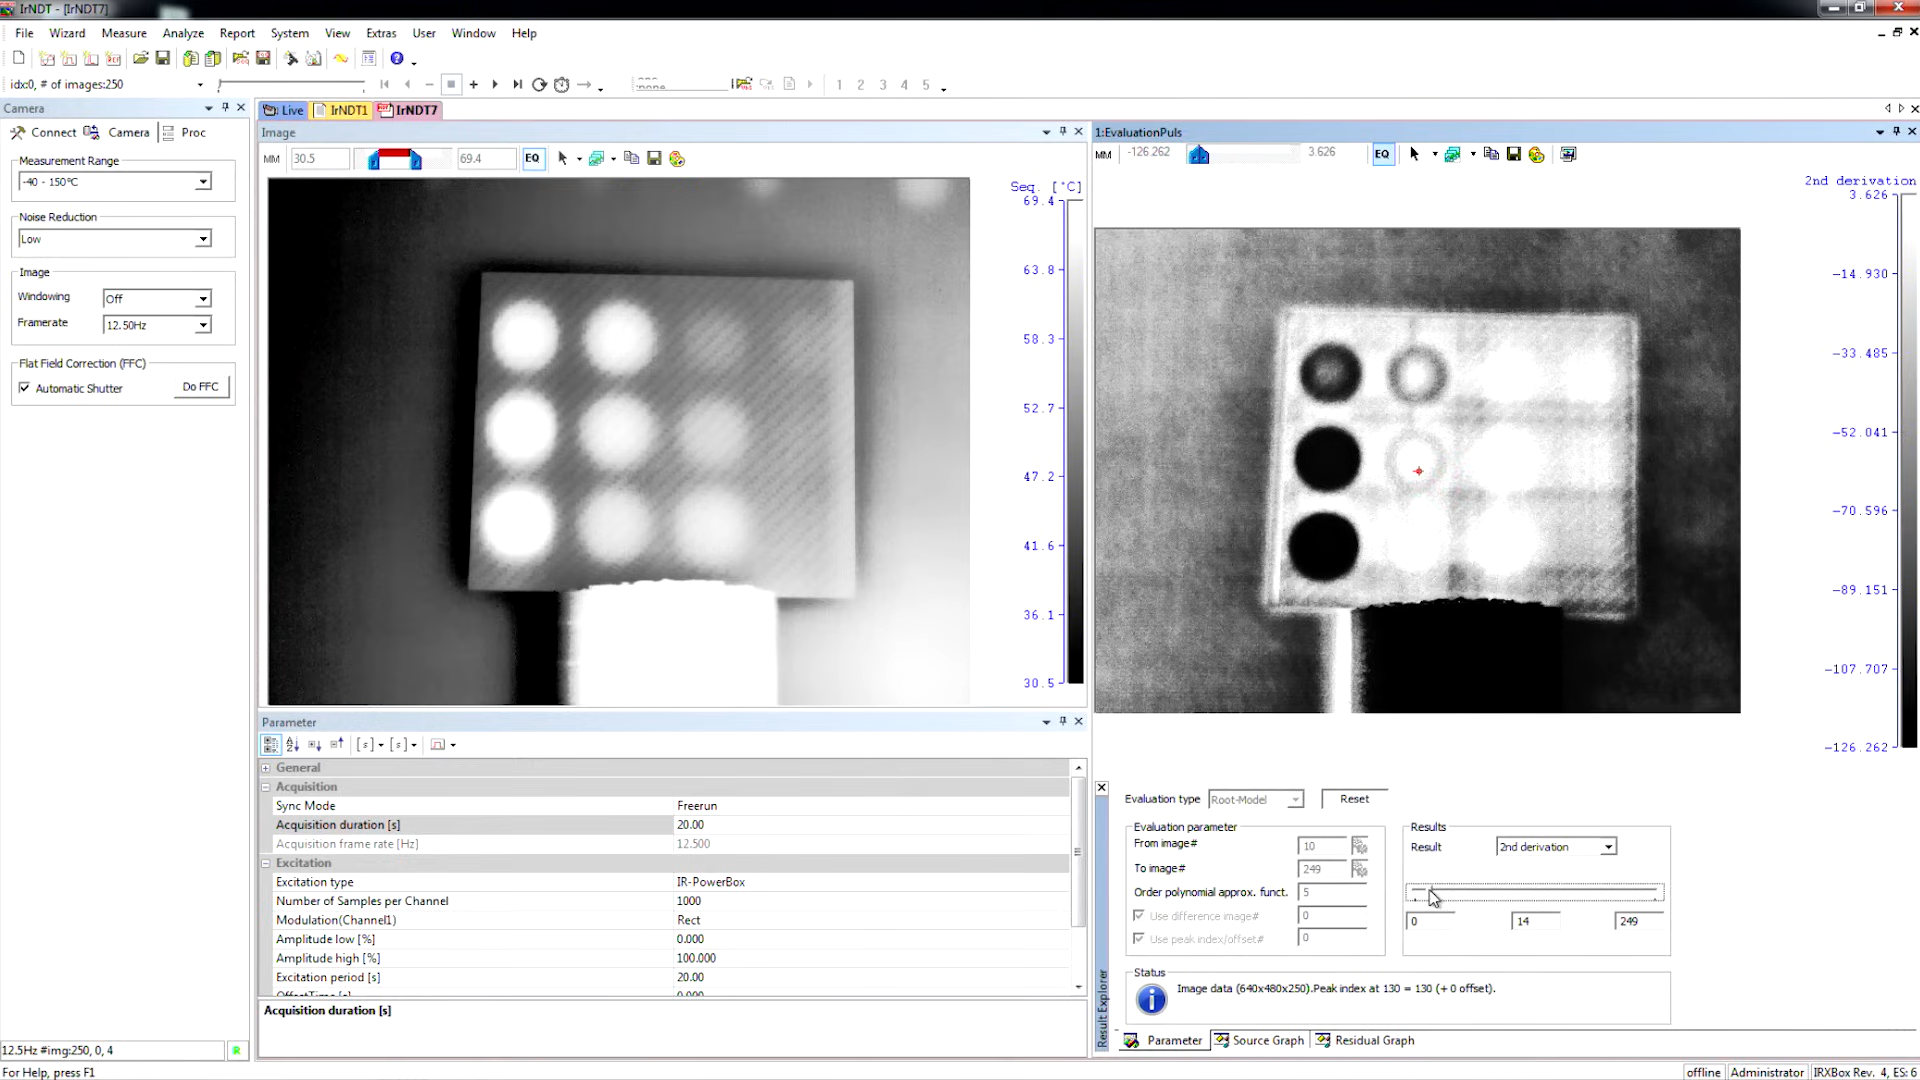 IrNDT - [IrNDT7]
File Wizard Measure Analyze Report System View Extras User Window Help
idx:0, # of images:250
none
1 2 3 4 5
Camera
Connect Camera Proc
Measurement Range
-40 - 150°C
Noise Reduction
Low
Image
Windowing Off
Framerate 12.50Hz
Flat Field Correction (FFC)
Automatic Shutter Do FFC
Live IrNDT1 IrNDT7
Image
MM 30.5 69.4 EQ
Seq. [°C]
69.4
63.8
58.3
52.7
47.2
41.6
36.1
30.5
1:EvaluationPuls
MM -126.262 3.626 EQ
2nd derivation
3.626
-14.930
-33.485
-52.041
-70.596
-89.151
-107.707
-126.262
Parameter
[s] [s]
General
Acquisition
Sync Mode Freerun
Acquisition duration [s] 20.00
Acquisition frame rate [Hz] 12.500
Excitation
Excitation type IR-PowerBox
Number of Samples per Channel 1000
Modulation(Channel1) Rect
Amplitude low [%] 0.000
Amplitude high [%] 100.000
Excitation period [s] 20.00
OffsetTime [s] 0.000
Acquisition duration [s]
Result Explorer
Evaluation type Root-Model Reset
Evaluation parameter
From image# 10
To image# 249
Order polynomial approx. funct. 5
Use difference image# 0
Use peak index/offset# 0
Results
Result 2nd derivation
0 14 249
Status
Image data (640x480x250).Peak index at 130 = 130 (+ 0 offset).
Parameter Source Graph Residual Graph
12.5Hz #img:250, 0, 4 R
For Help, press F1
offline Administrator IRXBox Rev. 4, ES: 6